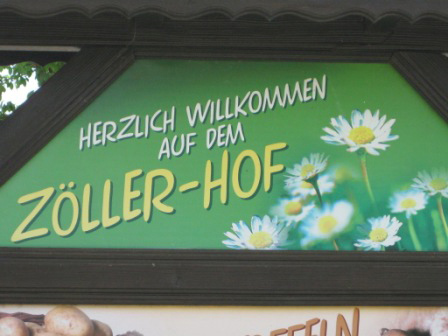 HERZLICH WILLKOMMEN
AUF DEM
ZÖLLER-HOF